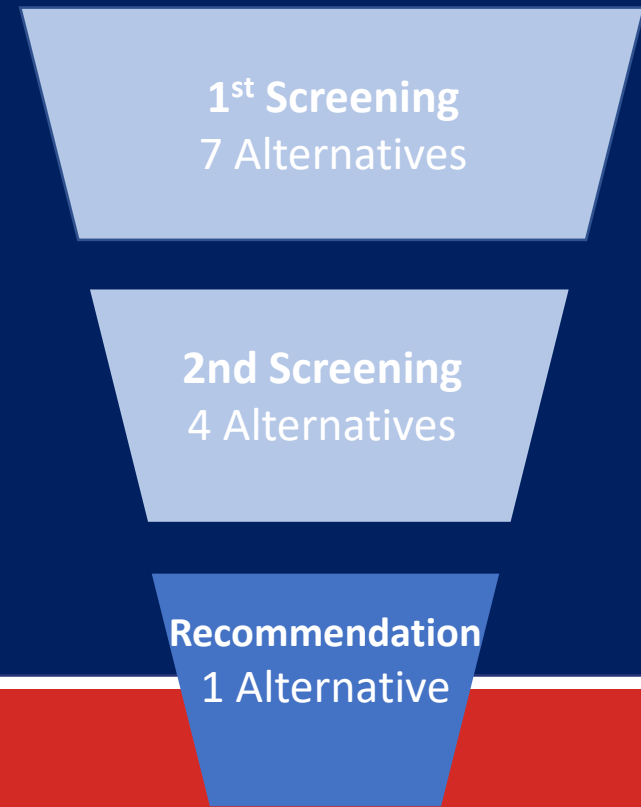 1st Screening
7 Alternatives
2nd Screening
4 Alternatives
Recommendation
1 Alternative